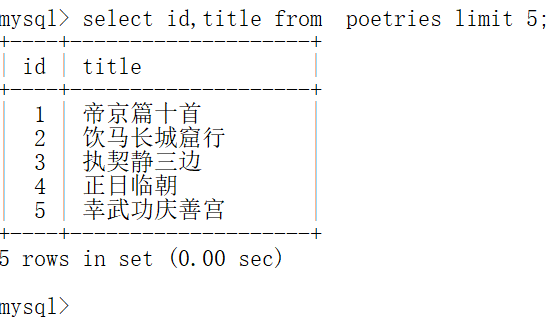 mysql> select id,title from  poetries limit 5;
+----+---------------------+
| id | title               |
+----+---------------------+
|  1 | 帝京篇十首          |
|  2 | 饮马长城窟行        |
|  3 | 执契静三边          |
|  4 | 正日临朝            |
|  5 | 幸武功庆善宫        |
+----+---------------------+
5 rows in set (0.00 sec)
mysql>